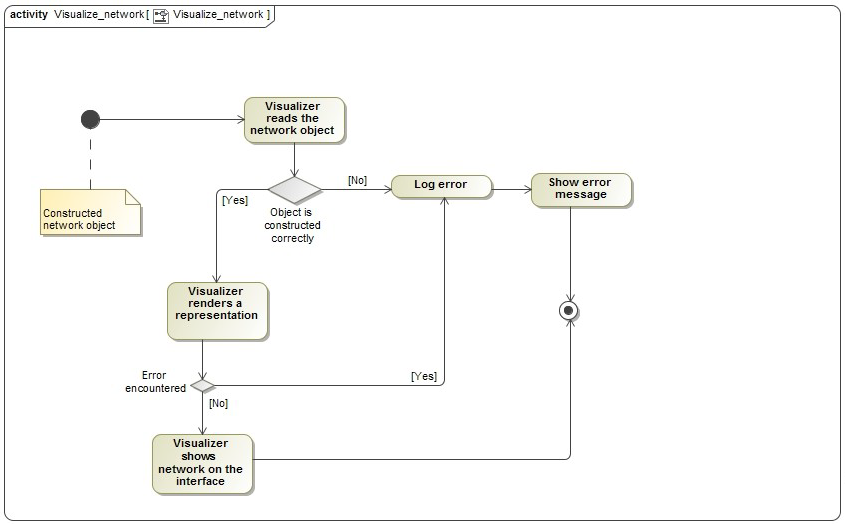 activity Visualize_network[ Visualize_network ]
Visualizer
reads the
network object
Constructed
network object
[No]
Log error
Show error
message
[Yes]
Object is
constructed
correctly
Visualizer
renders a
representation
Error
encountered
[Yes]
[No]
Visualizer
shows
network on the
interface